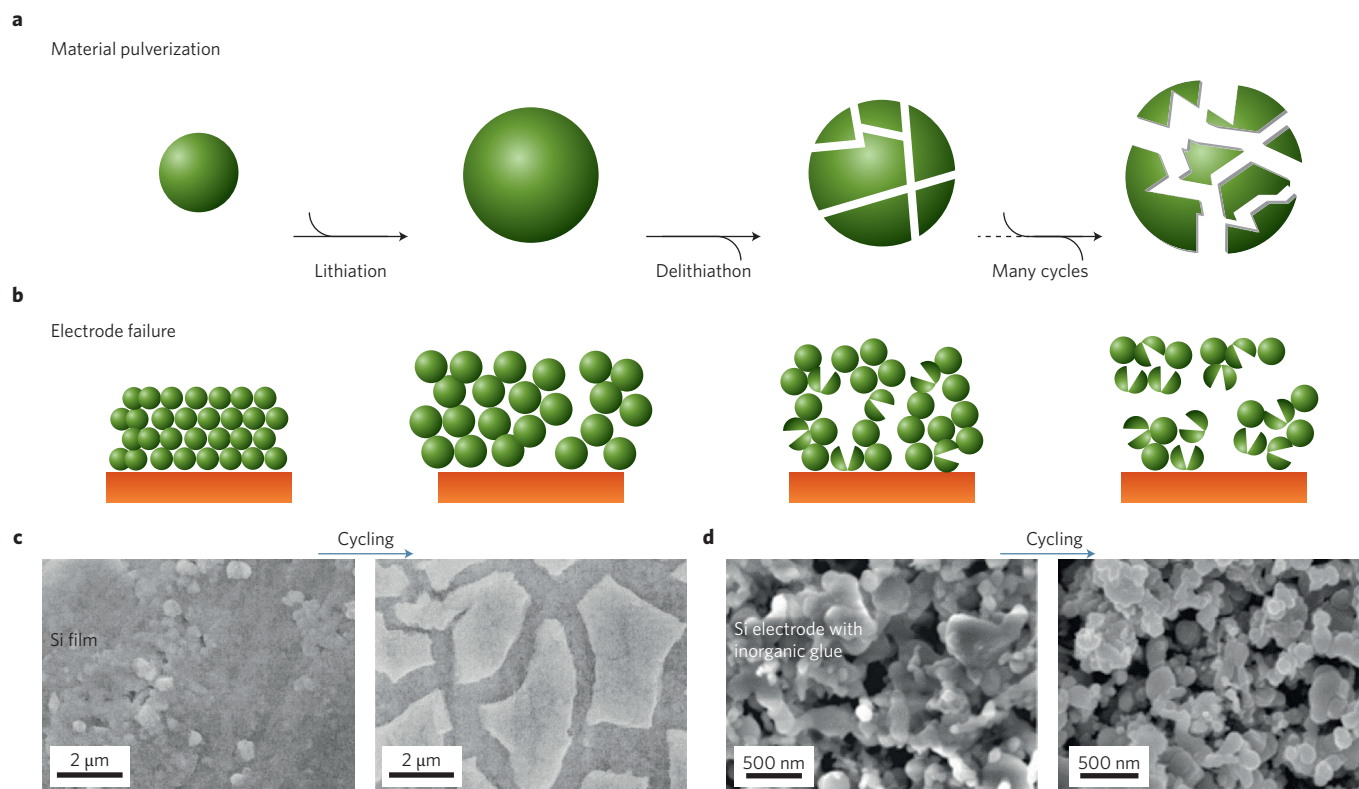 a
Material pulverization
Lithiation
Delithiathon
Many cycles
b
Electrode failure
c
Cycling
Si film
2 μm
2 μm
d
Cycling
Si electrode with
inorganic glue
500 nm
500 nm